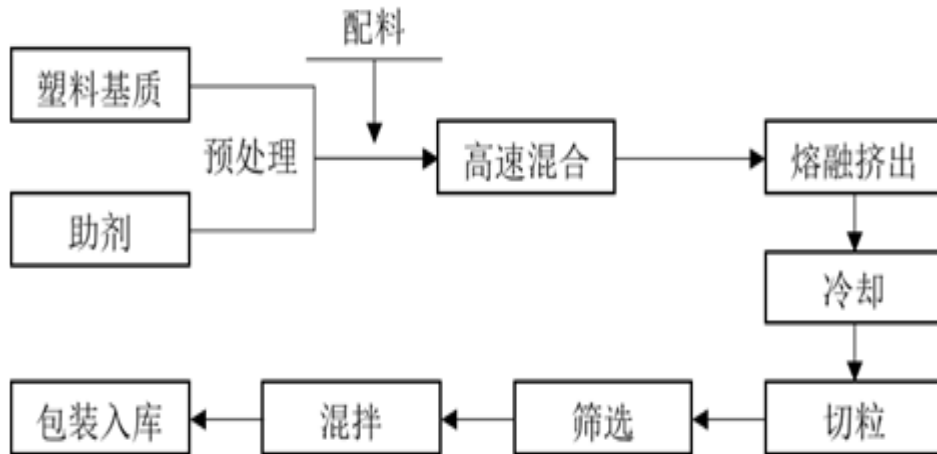 配料
塑料基质
预处理
高速混合
熔融挤出
助剂
冷却
包装入库
混拌
筛选
切粒